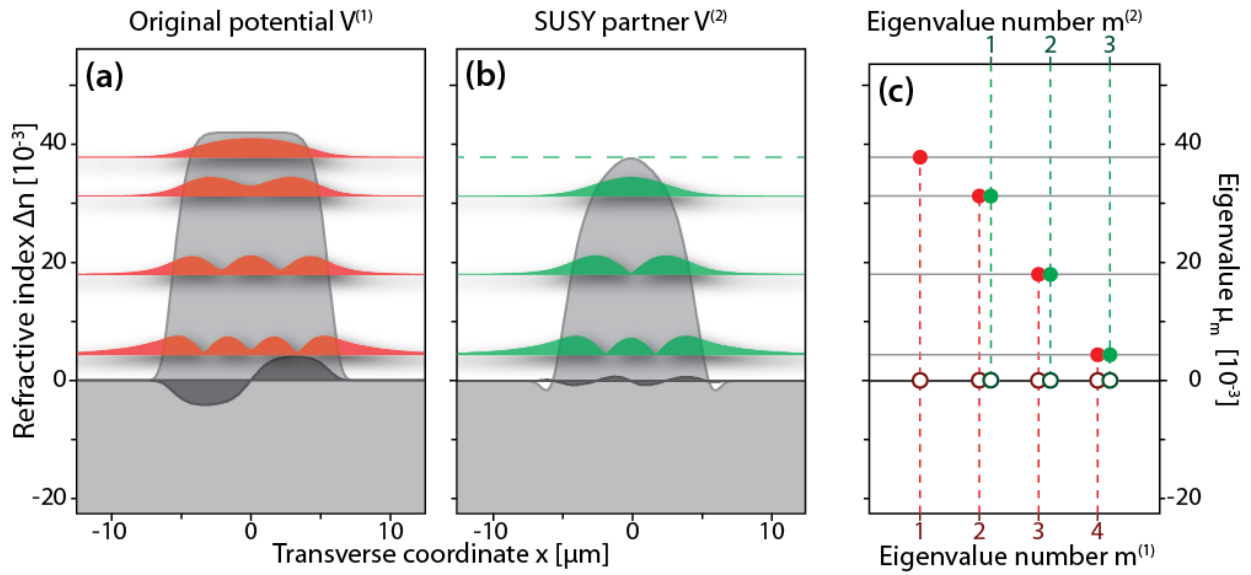 Original potential V(1)
SUSY partner V(2)
Eigenvalue number m(2)
1 2 3
(a)
(b)
(c)
40
20
0
-20
Refractive index Δn [10-3]
40
20
0
-20
Eigenvalue μm [10-3]
-10 0 10
-10 0 10
Transverse coordinate x [μm]
1 2 3 4
Eigenvalue number m(1)